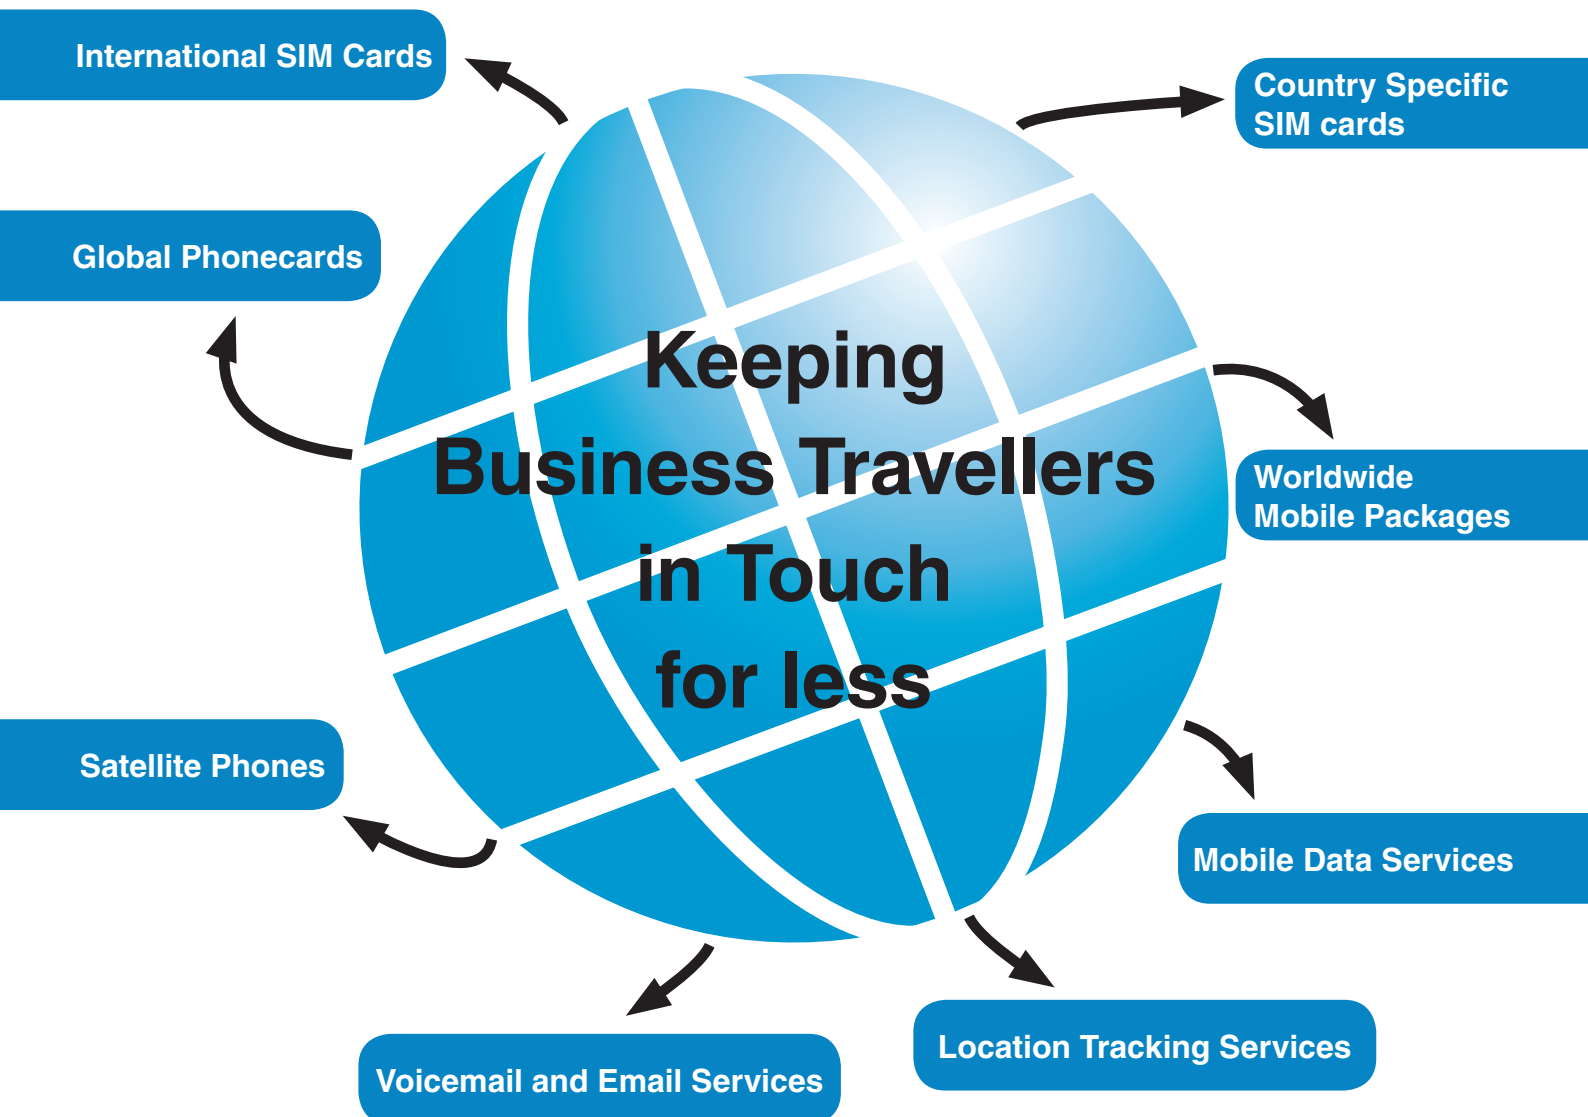 International SIM Cards
Country Specific
SIM cards
Global Phonecards
Keeping
Business Travellers
in Touch
for less
Worldwide
Mobile Packages
Satellite Phones
Mobile Data Services
Location Tracking Services
Voicemail and Email Services